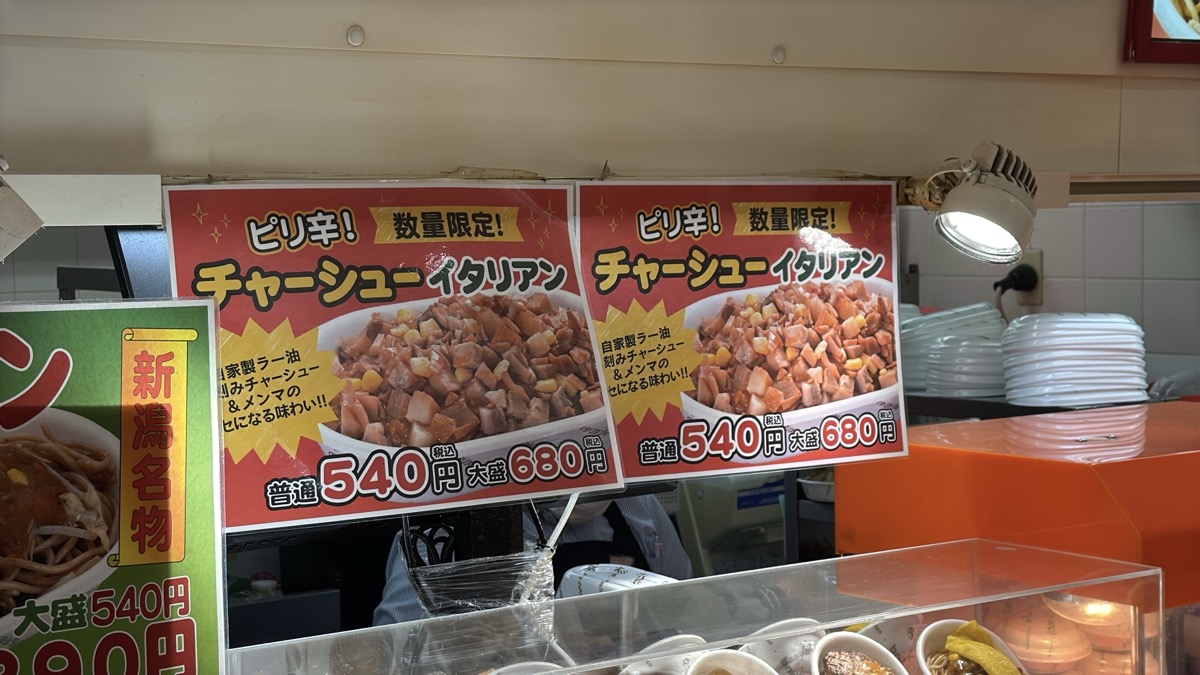 ピリ辛！
数量限定！
チャーシューイタリアン
自家製ラー油
刻みチャーシュー
＆メンマの
セになる味わい!!
普通540円税込 大盛680円税込
ピリ辛！
数量限定！
チャーシューイタリアン
自家製ラー油
刻みチャーシュー
＆メンマの
セになる味わい!!
普通540円税込 大盛680円税込
ン
新潟名物
大盛540円
390円